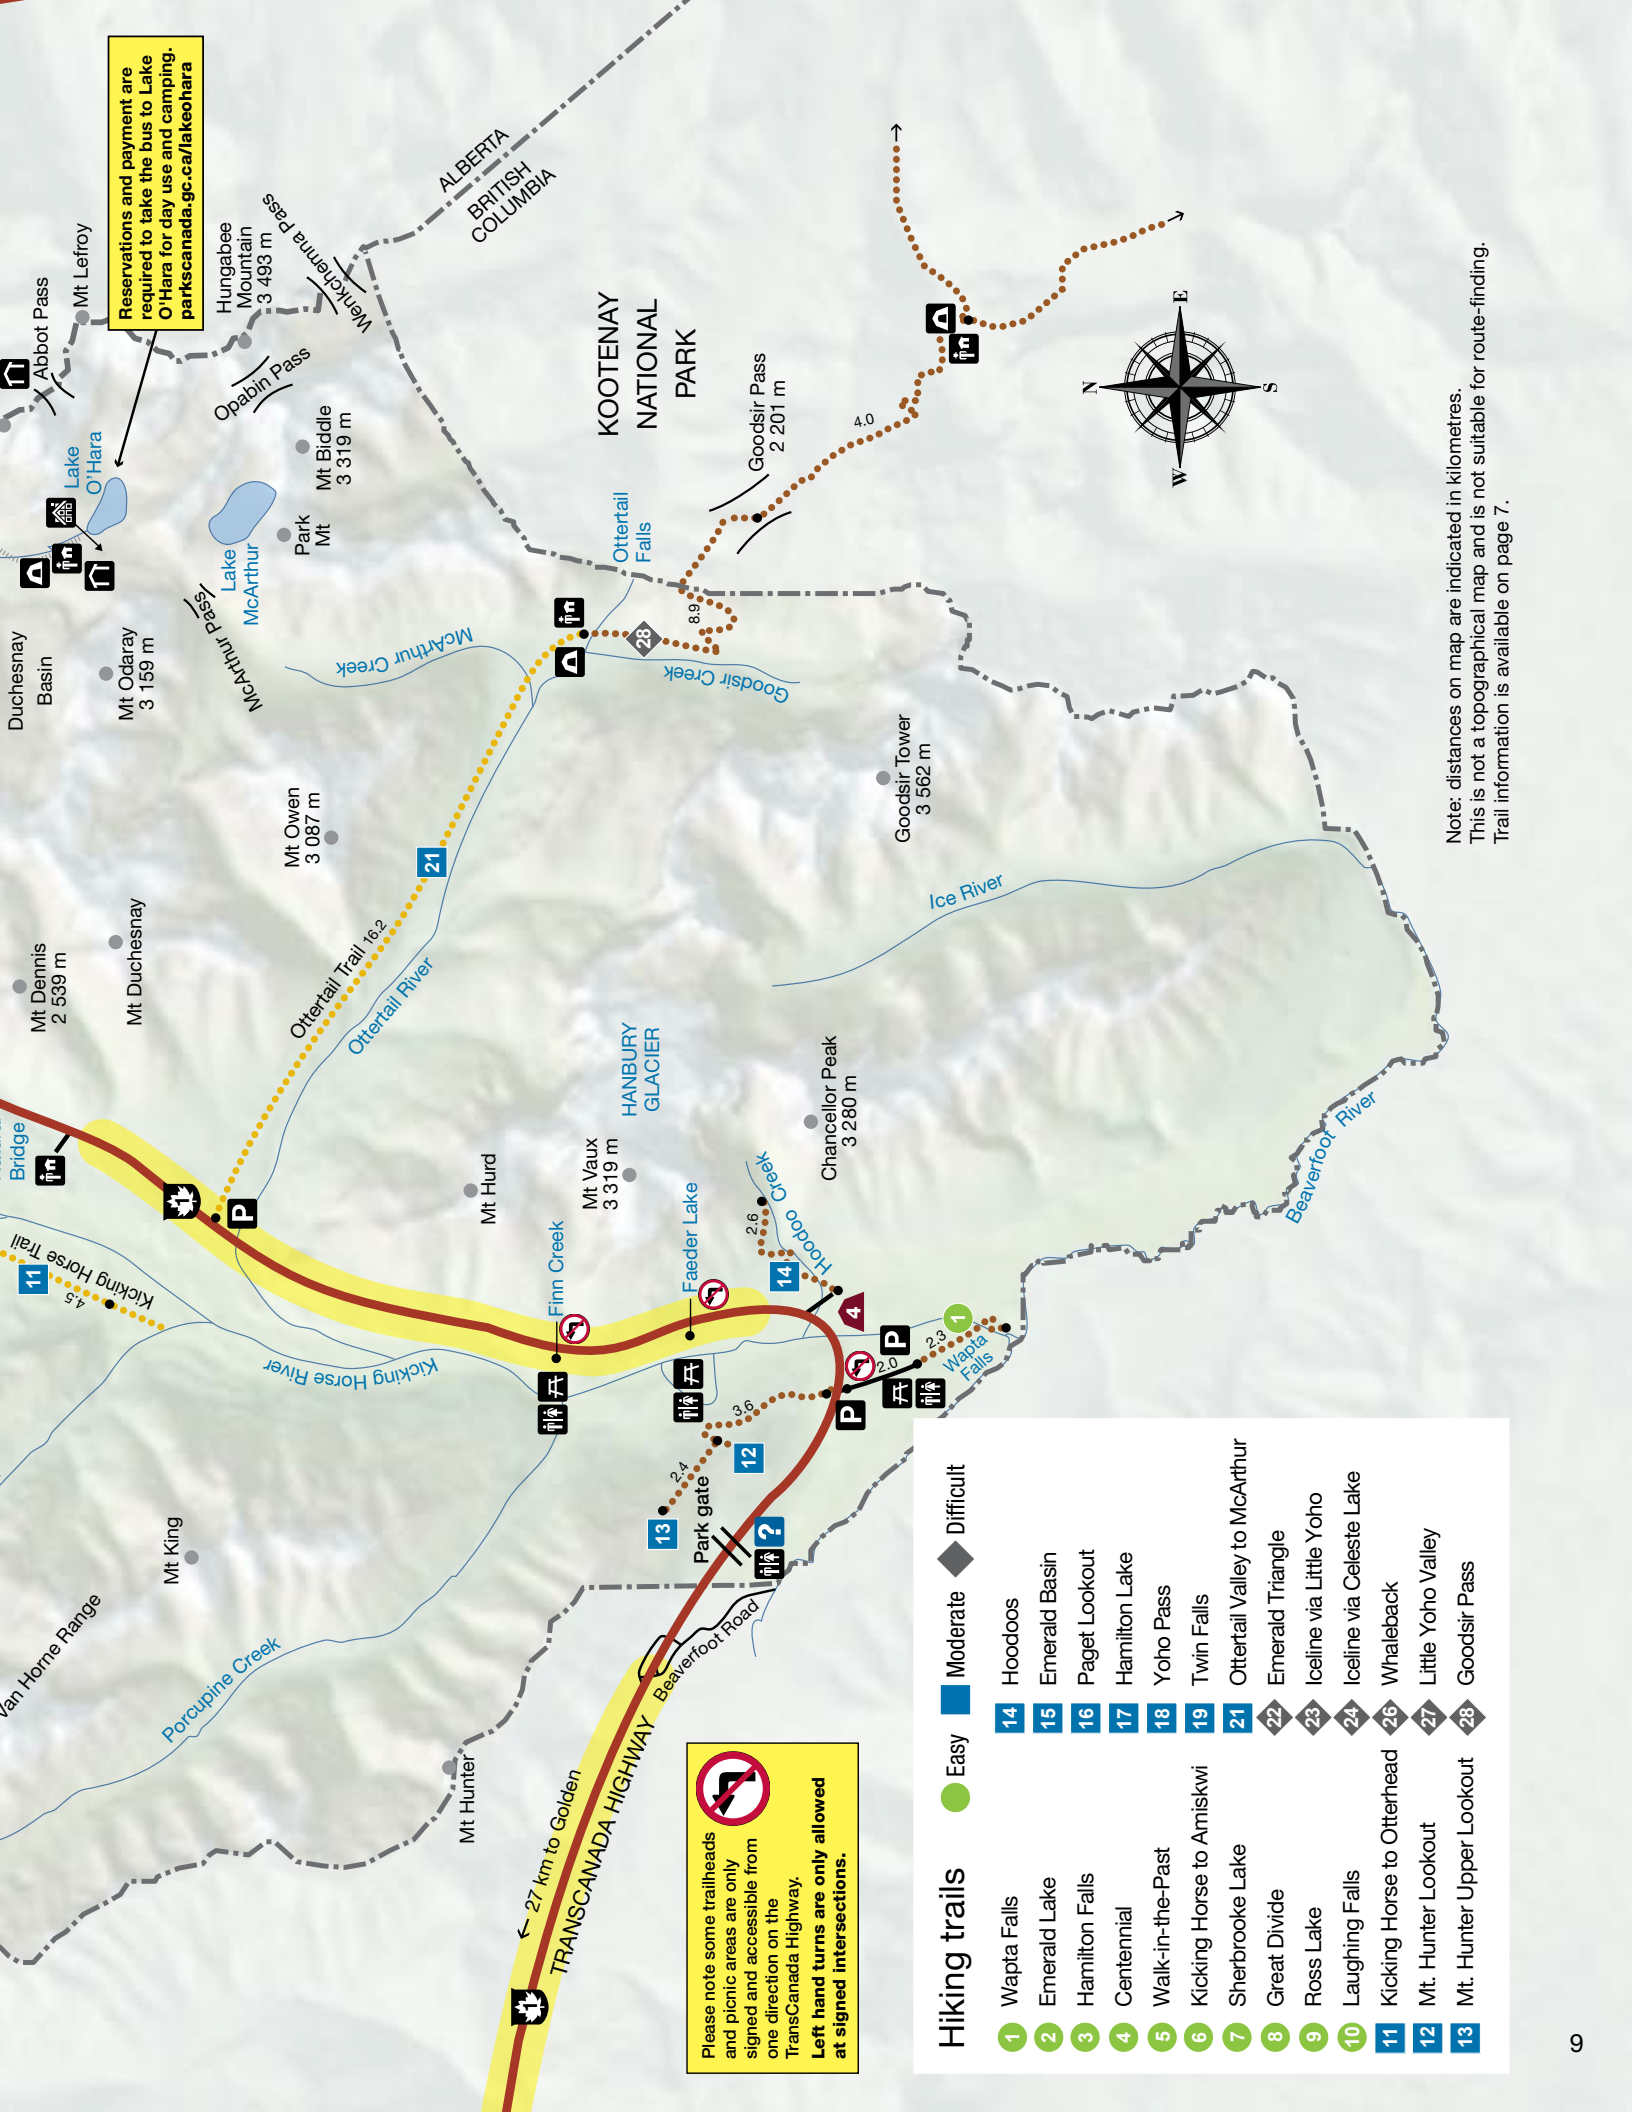 Reservations and payment are
required to take the bus to Lake
O'Hara for day use and camping.
parkscanada.gc.ca/lakeohara
Abbot Pass
Mt Lefroy
Hungabee
Mountain
3 493 m
Wenkchemna Pass
ALBERTA
BRITISH
COLUMBIA
Opabin Pass
Lake
O'Hara
Mt Biddle
3 319 m
Park
Mt
Lake
McArthur
McArthur Pass
Duchesnay
Basin
Mt Odaray
3 159 m
McArthur Creek
KOOTENAY
NATIONAL
PARK
Goodsir Pass
2 201 m
4.0
Ottertail
Falls
8.9
28
Goodsir Creek
Goodsir Tower
3 562 m
N
E
S
W
Note: distances on map are indicated in kilometres.
This is not a topographical map and is not suitable for route-finding.
Trail information is available on page 7.
Mt Owen
3 087 m
21
Mt Dennis
2 539 m
Mt Duchesnay
Ottertail Trail 16.2
Ottertail River
Ice River
HANBURY
GLACIER
Chancellor Peak
3 280 m
Mt Vaux
3 319 m
Mt Hurd
Bridge
1
P
11
4.5
Kicking Horse Trail
Kicking Horse River
Finn Creek
Faeder Lake
2.6
Hoodoo Creek
14
4
Beaverfoot River
P
2.0
2.3
1
Wapta
Falls
P
3.6
12
2.4
13
Park gate
?
Mt King
Van Horne Range
Porcupine Creek
Mt Hunter
Beaverfoot Road
← 27 km to Golden
TRANSCANADA HIGHWAY
1
Please note some trailheads
and picnic areas are only
signed and accessible from
one direction on the
TransCanada Highway.
Left hand turns are only allowed
at signed intersections.
Hiking trails
Easy
Moderate
Difficult
1 Wapta Falls
2 Emerald Lake
3 Hamilton Falls
4 Centennial
5 Walk-in-the-Past
6 Kicking Horse to Amiskwi
7 Sherbrooke Lake
8 Great Divide
9 Ross Lake
10 Laughing Falls
11 Kicking Horse to Otterhead
12 Mt. Hunter Lookout
13 Mt. Hunter Upper Lookout
14 Hoodoos
15 Emerald Basin
16 Paget Lookout
17 Hamilton Lake
18 Yoho Pass
19 Twin Falls
21 Ottertail Valley to McArthur
22 Emerald Triangle
23 Iceline via Little Yoho
24 Iceline via Celeste Lake
26 Whaleback
27 Little Yoho Valley
28 Goodsir Pass
9